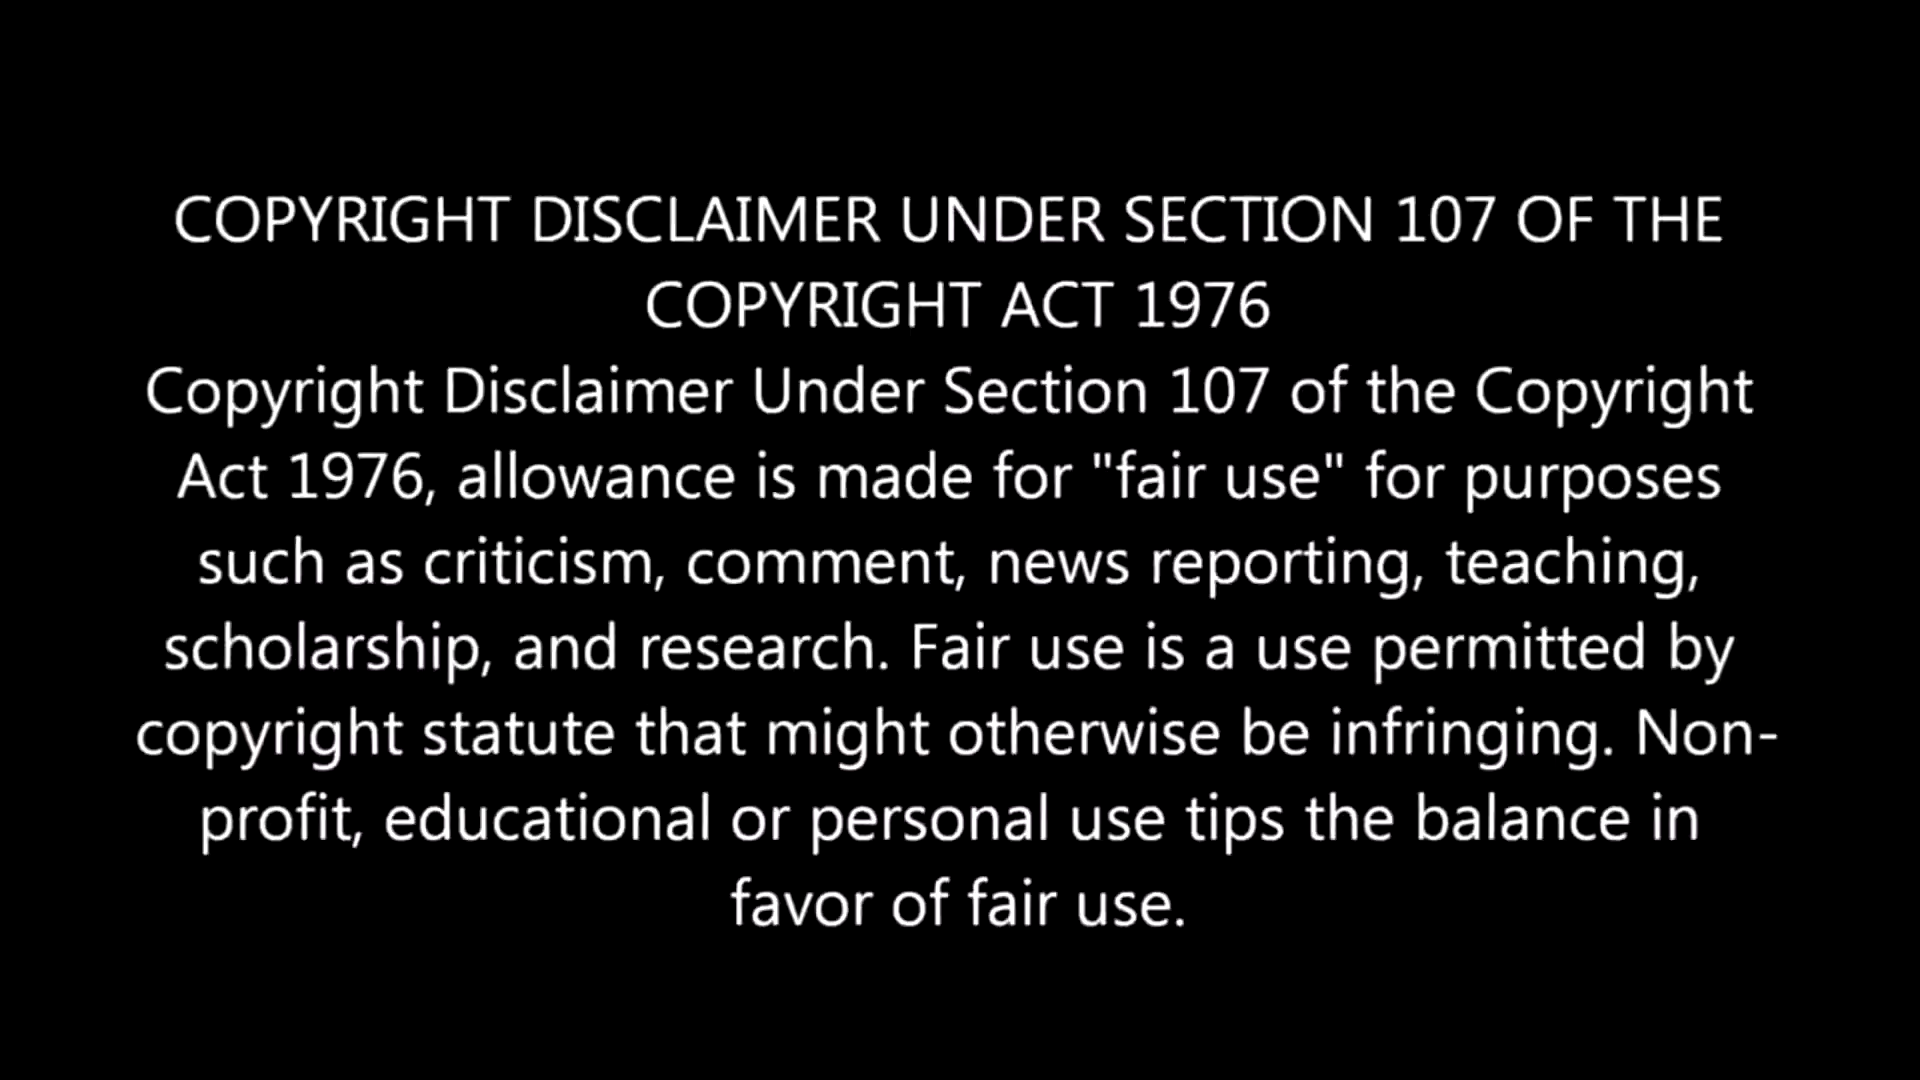 COPYRIGHT DISCLAIMER UNDER SECTION 107 OF THE
COPYRIGHT ACT 1976
Copyright Disclaimer Under Section 107 of the Copyright
Act 1976, allowance is made for "fair use" for purposes
such as criticism, comment, news reporting, teaching,
scholarship, and research. Fair use is a use permitted by
copyright statute that might otherwise be infringing. Non-
profit, educational or personal use tips the balance in
favor of fair use.